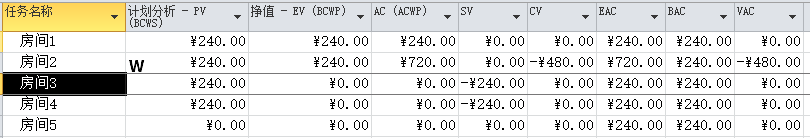 任务名称 计划分析 - PV (BCWS) 挣值 - EV (BCWP) AC (ACWP) SV CV EAC BAC VAC
房间1 ¥240.00 ¥240.00 ¥240.00 ¥0.00 ¥0.00 ¥240.00 ¥240.00 ¥0.00
房间2 W ¥240.00 ¥240.00 ¥720.00 ¥0.00 -¥480.00 ¥720.00 ¥240.00 -¥480.00
房间3 ¥240.00 ¥0.00 ¥0.00 -¥240.00 ¥0.00 ¥240.00 ¥240.00 ¥0.00
房间4 ¥240.00 ¥0.00 ¥0.00 -¥240.00 ¥0.00 ¥240.00 ¥240.00 ¥0.00
房间5 ¥0.00 ¥0.00 ¥0.00 ¥0.00 ¥0.00 ¥240.00 ¥240.00 ¥0.00